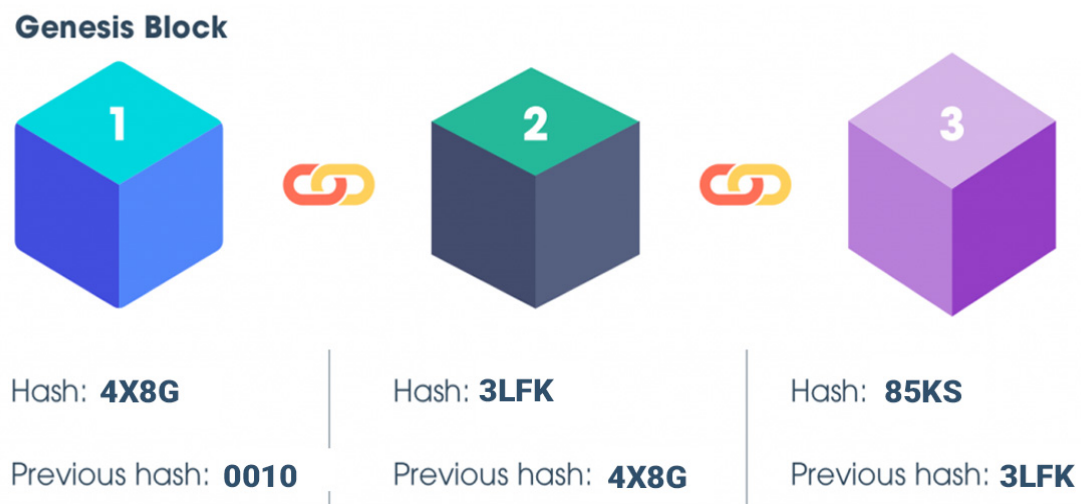 Genesis Block
1
2
3
Hash: 4X8G
Previous hash: 0010
Hash: 3LFK
Previous hash: 4X8G
Hash: 85KS
Previous hash: 3LFK